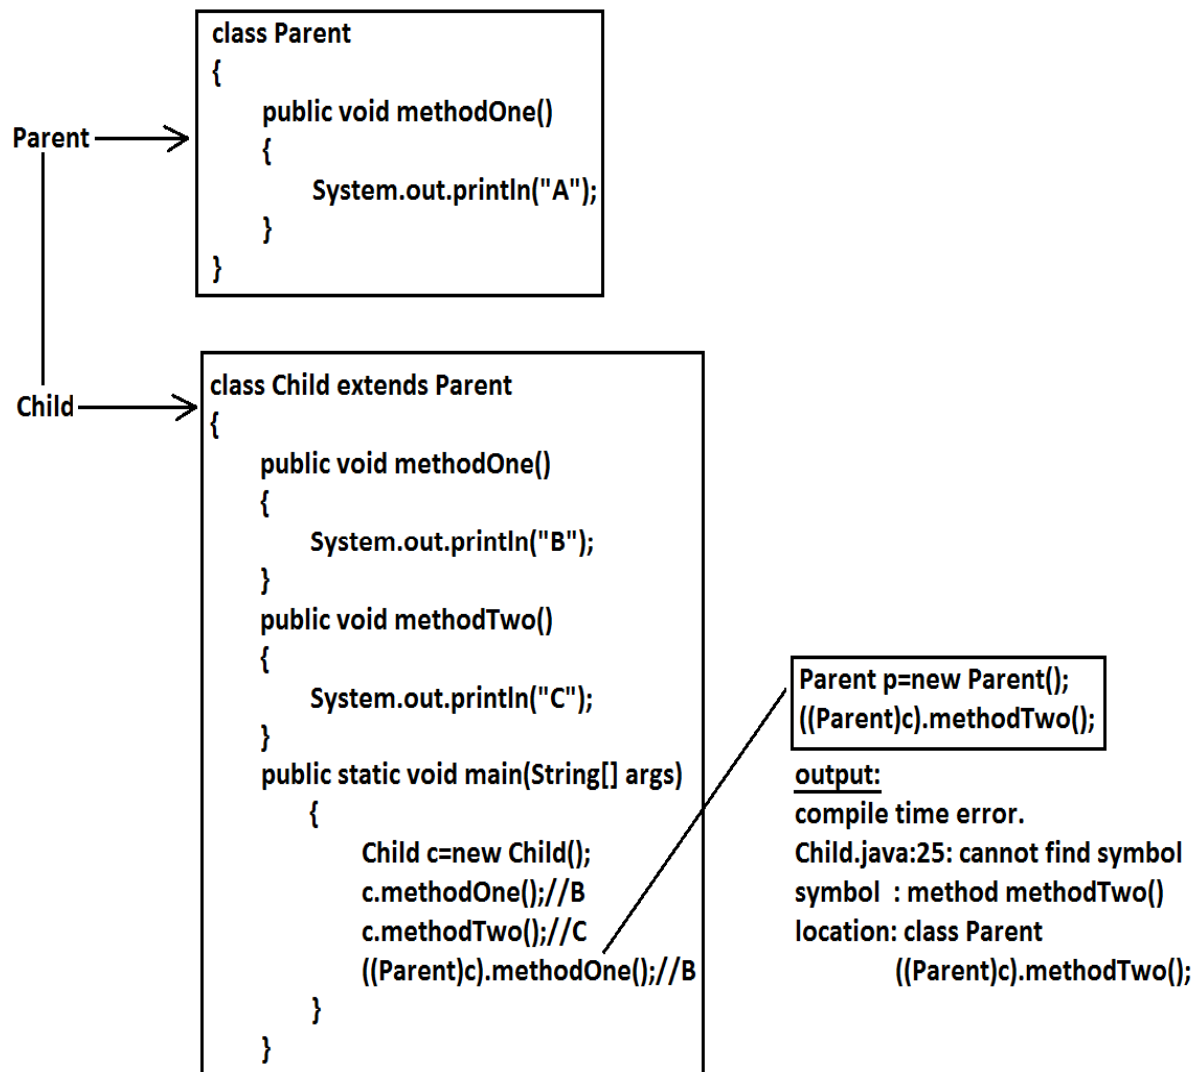 class Parent
{
public void methodOne()
Parent
{
System.out.println("A");
}
}
class Child extends Parent
Child
{
public void methodOne()
{
System.out.println("B");
}
public void methodTwo()
{
System.out.println("C");
}
public static void main(String[] args)
{
Child c=new Child();
c.methodOne();//B
c.methodTwo();//C
((Parent)c).methodOne();//B
}
}
Parent p=new Parent();
((Parent)c).methodTwo();
output:
compile time error.
Child.java:25: cannot find symbol
symbol  : method methodTwo()
location: class Parent
((Parent)c).methodTwo();